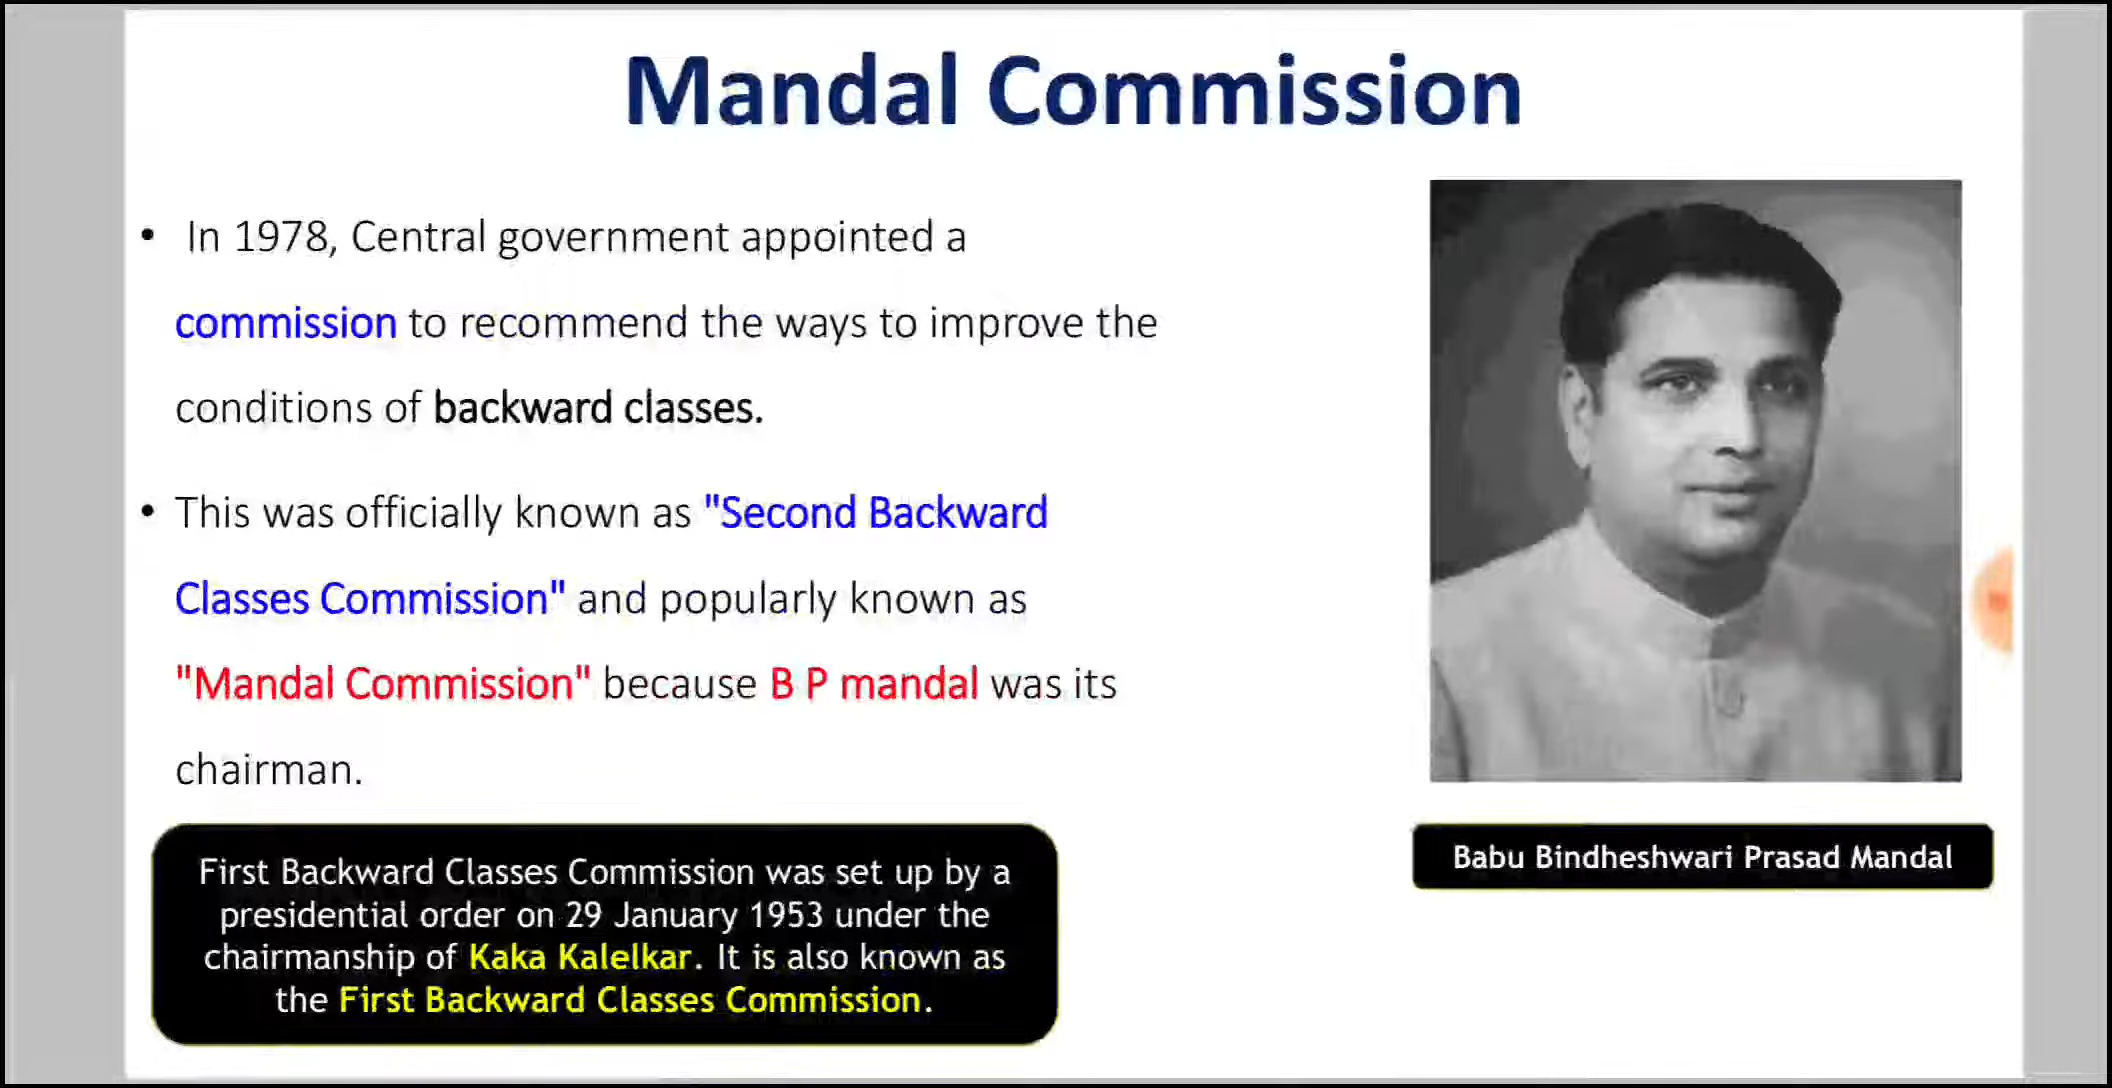 Mandal Commission
• In 1978, Central government appointed a
commission to recommend the ways to improve the
conditions of backward classes.
• This was officially known as "Second Backward
Classes Commission" and popularly known as
"Mandal Commission" because B P mandal was its
chairman.
First Backward Classes Commission was set up by a
presidential order on 29 January 1953 under the
chairmanship of Kaka Kalelkar. It is also known as
the First Backward Classes Commission.
Babu Bindheshwari Prasad Mandal